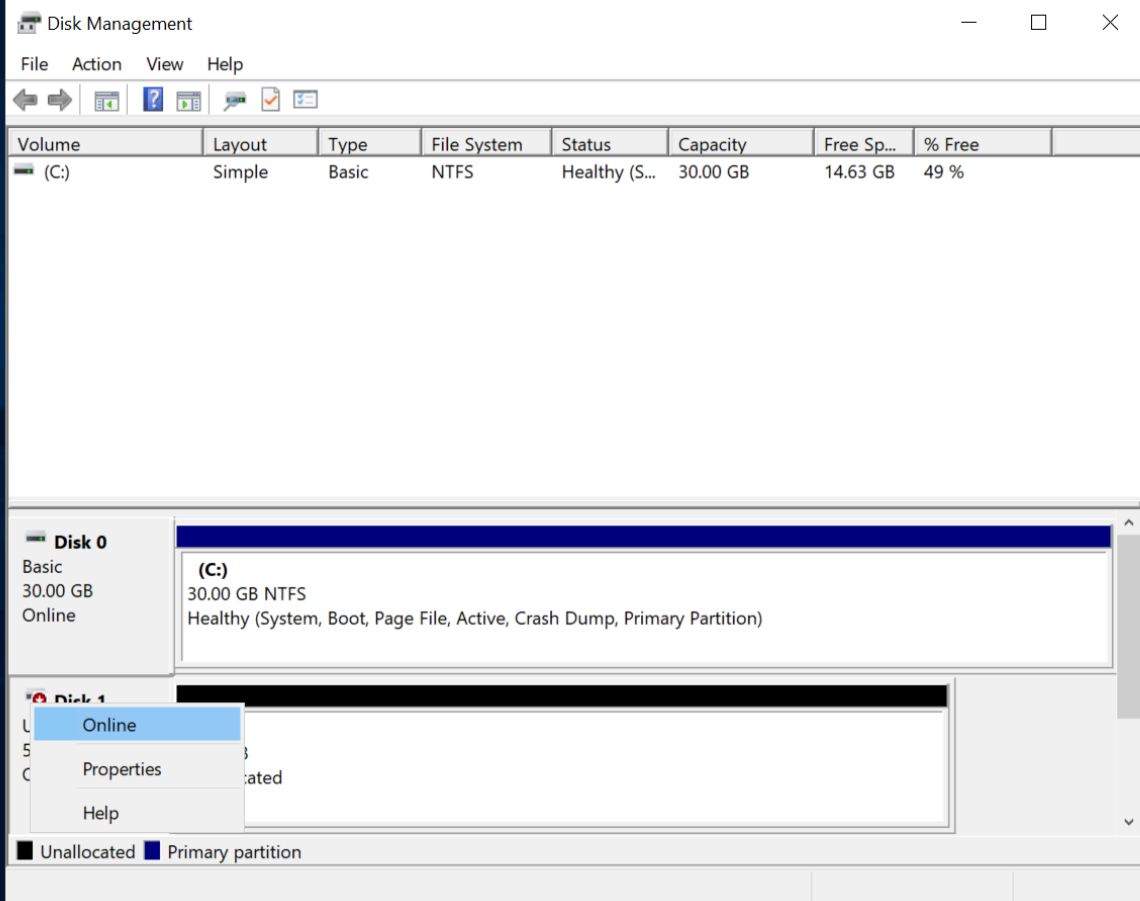 Disk Management
File Action View Help
Volume Layout Type File System Status Capacity Free Sp... % Free
(C:) Simple Basic NTFS Healthy (S... 30.00 GB 14.63 GB 49 %
Disk 0
Basic
30.00 GB
Online
(C:)
30.00 GB NTFS
Healthy (System, Boot, Page File, Active, Crash Dump, Primary Partition)
Disk 1
Online
Properties
Help
Unallocated Primary partition